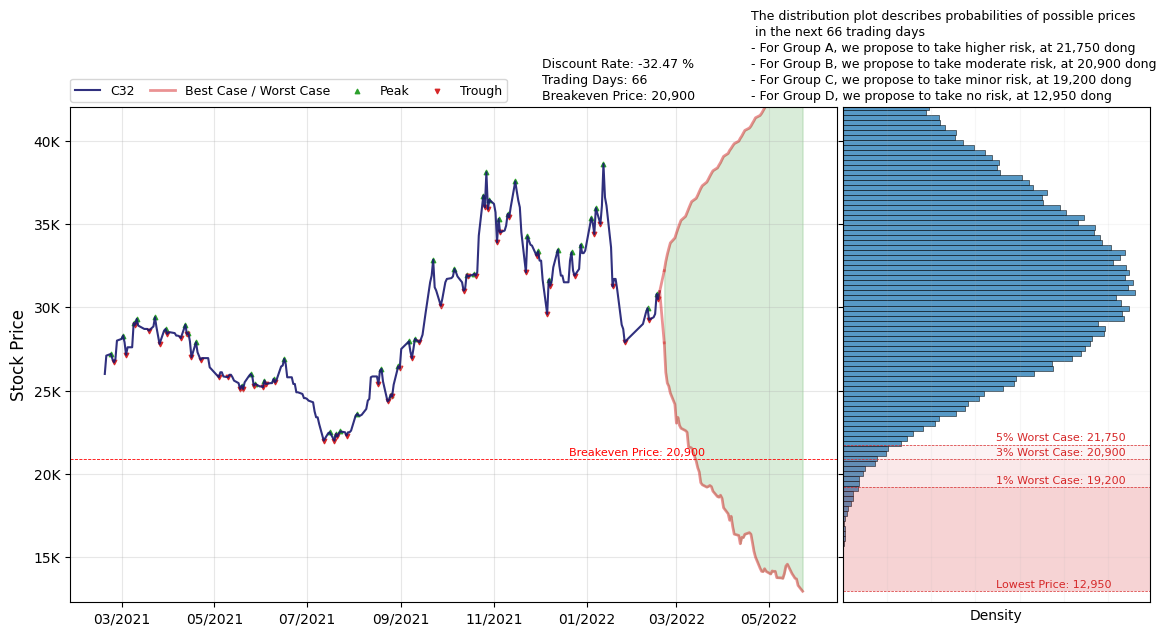 The distribution plot describes probabilities of possible prices
in the next 66 trading days
- For Group A, we propose to take higher risk, at 21,750 dong
- For Group B, we propose to take moderate risk, at 20,900 dong
- For Group C, we propose to take minor risk, at 19,200 dong
- For Group D, we propose to take no risk, at 12,950 dong
Discount Rate: -32.47 %
Trading Days: 66
Breakeven Price: 20,900
C32 Best Case / Worst Case Peak Trough
Stock Price
40K
35K
30K
25K
20K
15K
Breakeven Price: 20,900
5% Worst Case: 21,750
3% Worst Case: 20,900
1% Worst Case: 19,200
Lowest Price: 12,950
03/2021 05/2021 07/2021 09/2021 11/2021 01/2022 03/2022 05/2022
Density